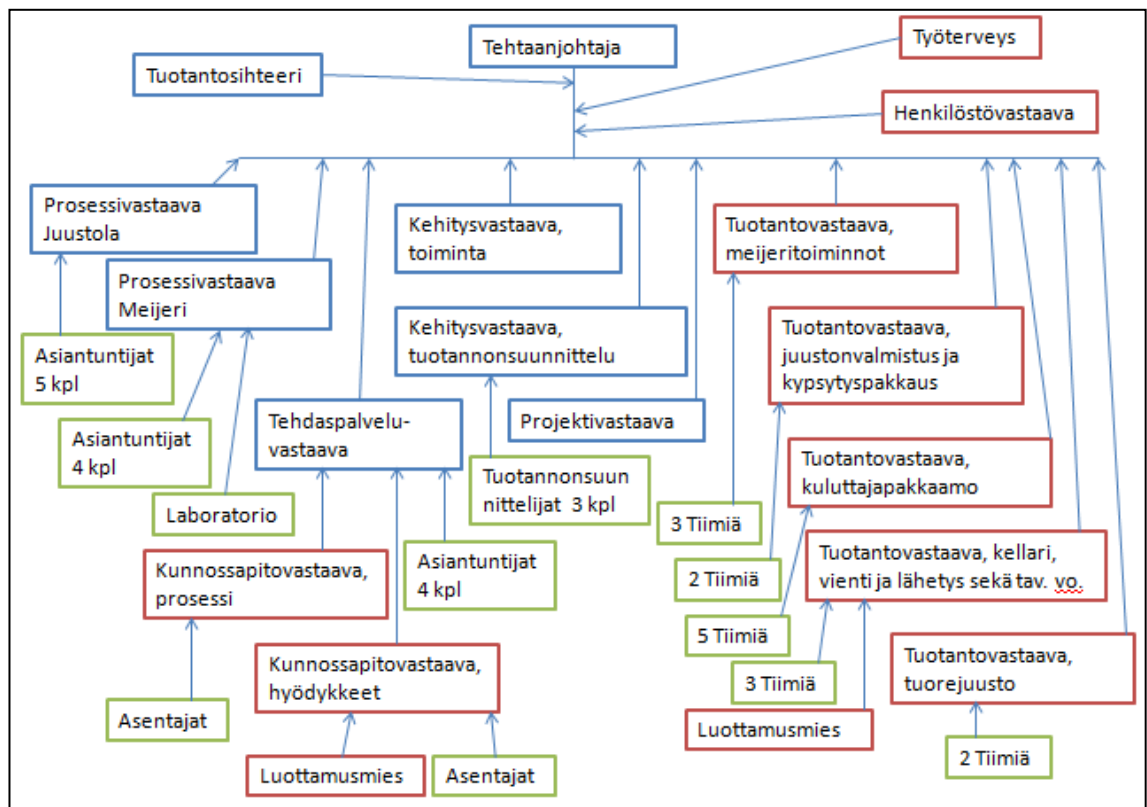 Tehtaanjohtaja
Työterveys
Tuotantosihteeri
Henkilöstövastaava
Prosessivastaava
Juustola
Kehitysvastaava,
toiminta
Tuotantovastaava,
meijeritoiminnot
Prosessivastaava
Meijeri
Kehitysvastaava,
tuotannonsuunnittelu
Tuotantovastaava,
juustonvalmistus ja
kypsytyspakkaus
Asiantuntijat
5 kpl
Tehdaspalvelu-
vastaava
Projektivastaava
Asiantuntijat
4 kpl
Tuotannonsuun
nittelijat 3 kpl
Tuotantovastaava,
kuluttajapakkaamo
Laboratorio
3 Tiimiä
Kunnossapitovastaava,
prosessi
Asiantuntijat
4 kpl
2 Tiimiä
Tuotantovastaava, kellari,
vienti ja lähetys sekä tav. vo.
5 Tiimiä
Kunnossapitovastaava,
hyödykkeet
3 Tiimiä
Tuotantovastaava,
tuorejuusto
Asentajat
Luottamusmies
Luottamusmies
Asentajat
2 Tiimiä